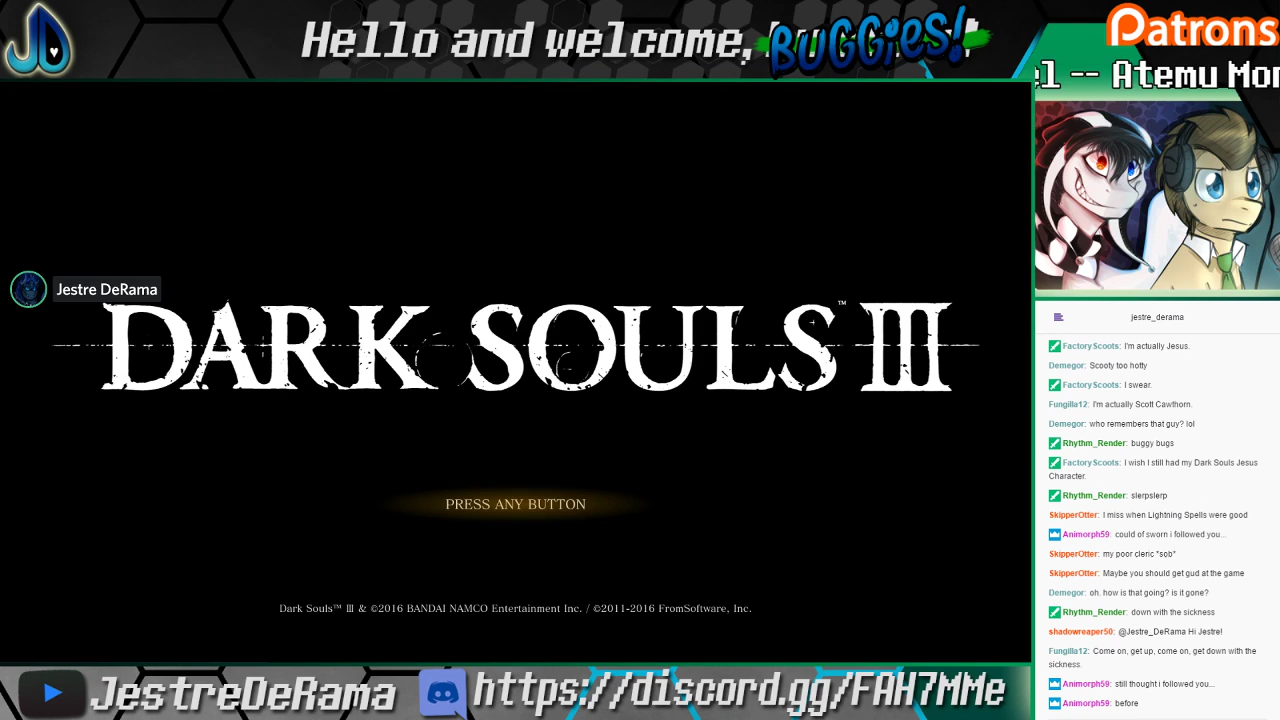 Hello and welcome, BUGGIES!
Patrons
el -- Atemu Mor
Jestre DeRama
DARK SOULS™ III
PRESS ANY BUTTON
Dark Souls™ III & ©2016 BANDAI NAMCO Entertainment Inc. / ©2011-2016 FromSoftware, Inc.
jestre_derama
FactoryScoots: I'm actually Jesus.
Demegor: Scooty too hotty
FactoryScoots: I swear.
Fungilla12: I'm actually Scott Cawthorn.
Demegor: who remembers that guy? lol
Rhythm_Render: buggy bugs
FactoryScoots: I wish I still had my Dark Souls Jesus
Character.
Rhythm_Render: slerpslerp
SkipperOtter: I miss when Lightning Spells were good
Animorph59: could of sworn i followed you...
SkipperOtter: my poor cleric *sob*
SkipperOtter: Maybe you should get gud at the game
Demegor: oh. how is that going? is it gone?
Rhythm_Render: down with the sickness
shadowreaper50: @Jestre_DeRama Hi Jestre!
Fungilla12: Come on, get up, come on, get down with the
sickness.
Animorph59: still thought i followed you...
Animorph59: before
JestreDeRama
https://discord.gg/FAH7MMe